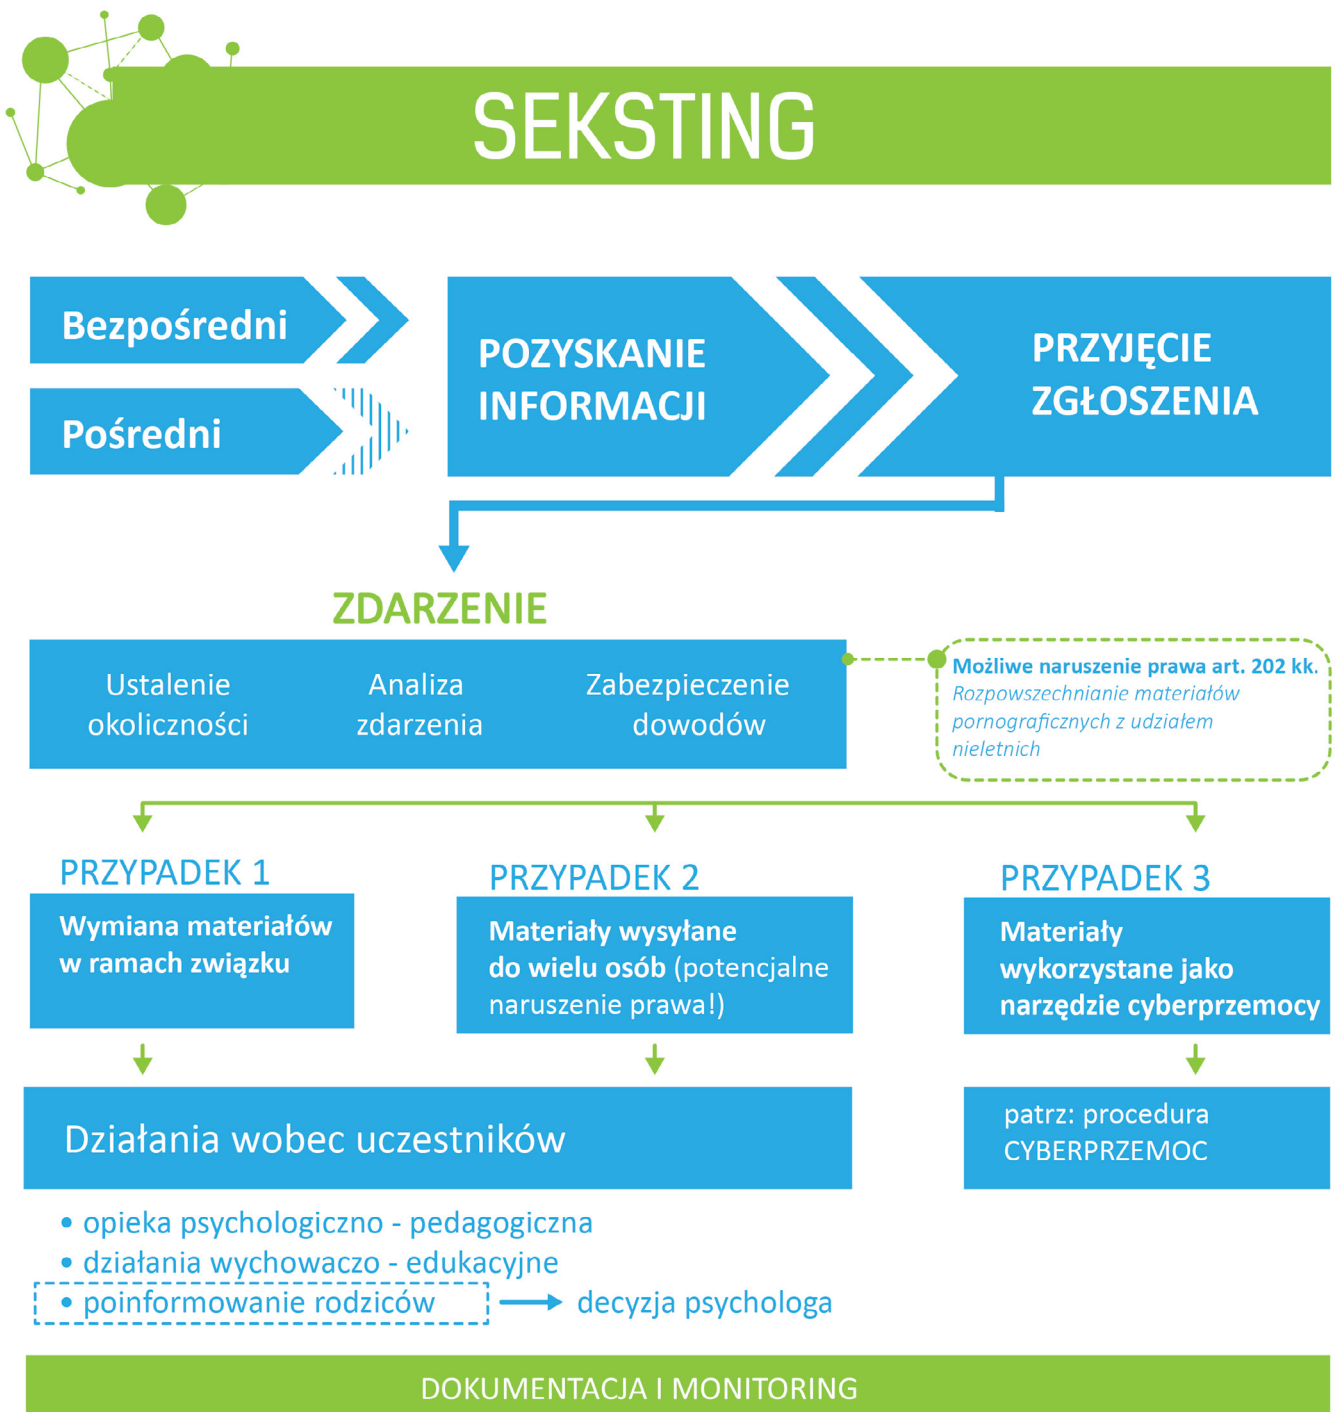 SEKSTING
Bezpośredni
Pośredni
POZYSKANIE
INFORMACJI
PRZYJĘCIE
ZGŁOSZENIA
ZDARZENIE
Ustalenie
okoliczności
Analiza
zdarzenia
Zabezpieczenie
dowodów
Możliwe naruszenie prawa art. 202 kk.
Rozpowszechnianie materiałów
pornograficznych z udziałem
nieletnich
PRZYPADEK 1
Wymiana materiałów
w ramach związku
PRZYPADEK 2
Materiały wysyłane
do wielu osób (potencjalne
naruszenie prawa!)
PRZYPADEK 3
Materiały
wykorzystane jako
narzędzie cyberprzemocy
Działania wobec uczestników
patrz: procedura
CYBERPRZEMOC
• opieka psychologiczno - pedagogiczna
• działania wychowaczo - edukacyjne
• poinformowanie rodziców
decyzja psychologa
DOKUMENTACJA I MONITORING